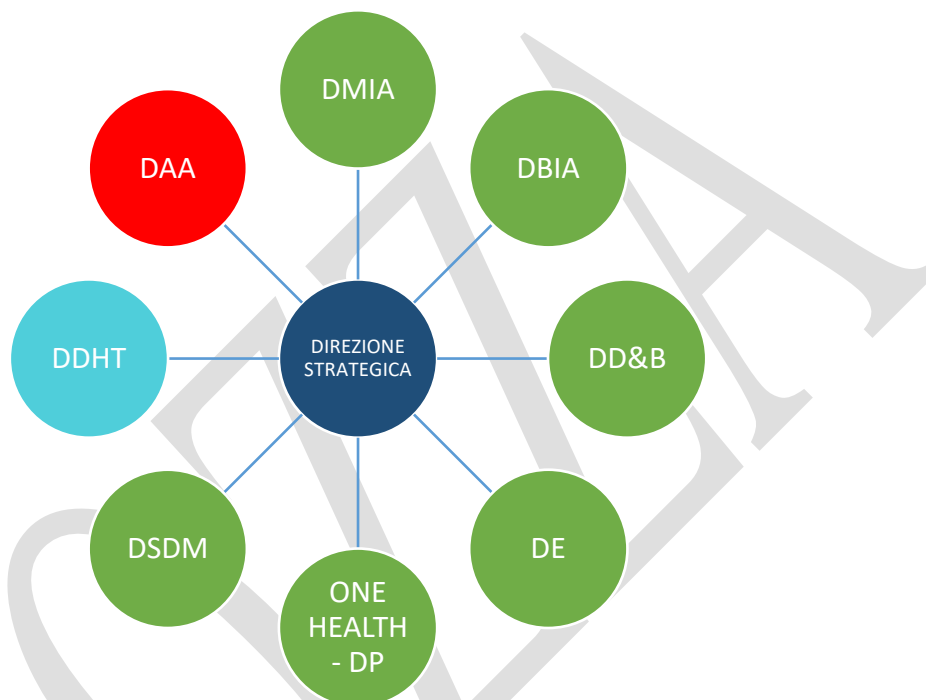 DMIA
DAA
DBIA
DIREZIONE
STRATEGICA
DDHT
DD&B
DSDM
DE
ONE
HEALTH
- DP